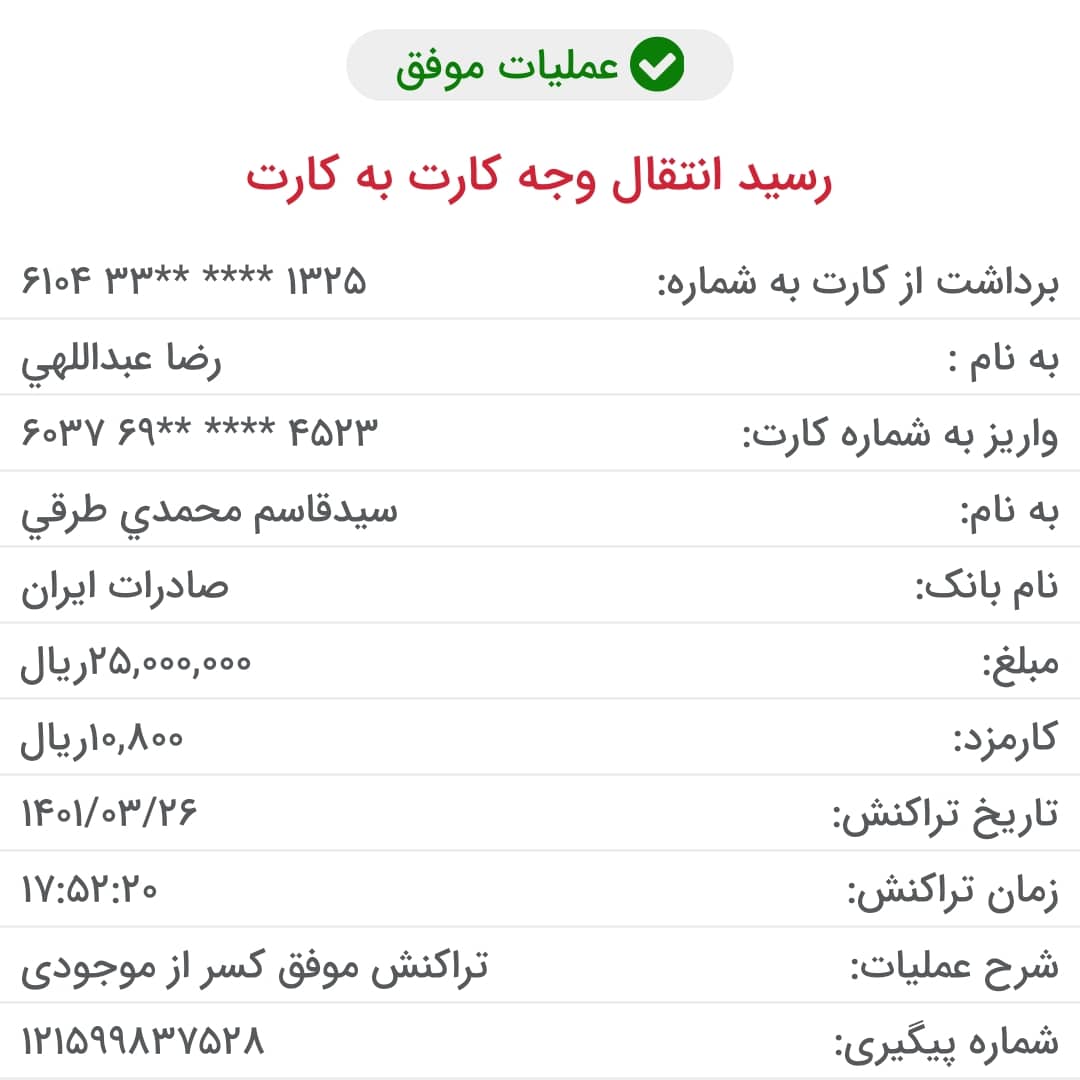 عملیات موفق
رسید انتقال وجه کارت به کارت
برداشت از کارت به شماره: ۶۱۰۴ ۳۳** **** ۱۳۲۵
به نام : رضا عبداللهي
واریز به شماره کارت: ۶۰۳۷ ۶۹** **** ۴۵۲۳
به نام: سيدقاسم محمدي طرقي
نام بانک: صادرات ایران
مبلغ: ۲۵,۰۰۰,۰۰۰ریال
کارمزد: ۱۰,۸۰۰ریال
تاریخ تراکنش: ۱۴۰۱/۰۳/۲۶
زمان تراکنش: ۱۷:۵۲:۲۰
شرح عملیات: تراکنش موفق کسر از موجودی
شماره پیگیری: ۱۲۱۵۹۹۸۳۷۵۲۸